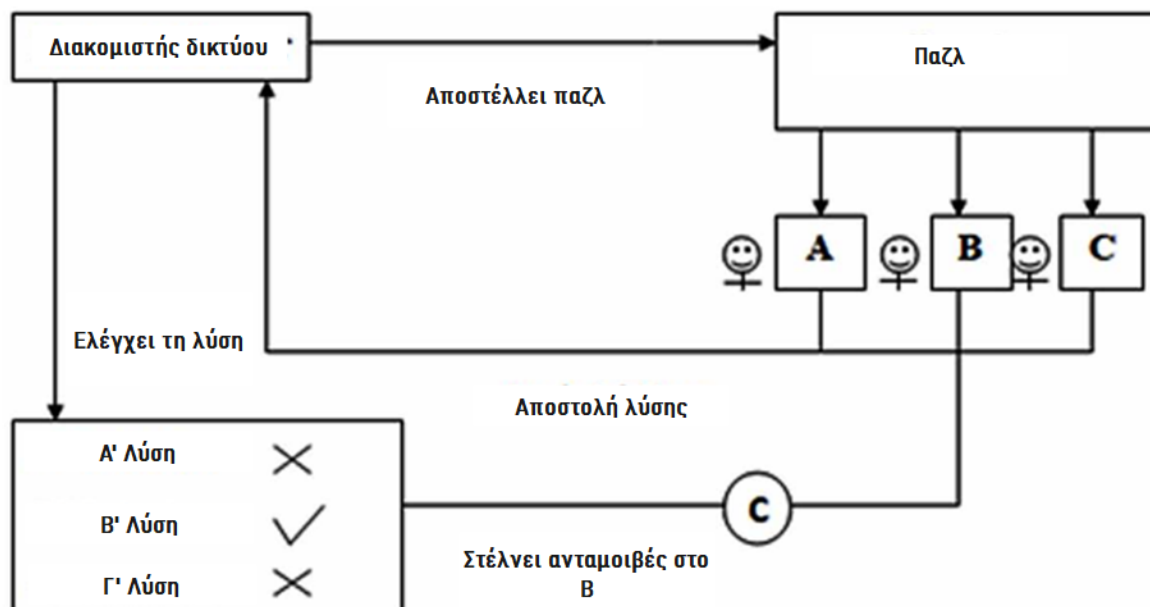 Διακομιστής δικτύου
Παζλ
Αποστέλλει παζλ
A
B
C
Ελέγχει τη λύση
Αποστολή λύσης
Α' Λύση
Β' Λύση
Γ' Λύση
C
Στέλνει ανταμοιβές στο
Β